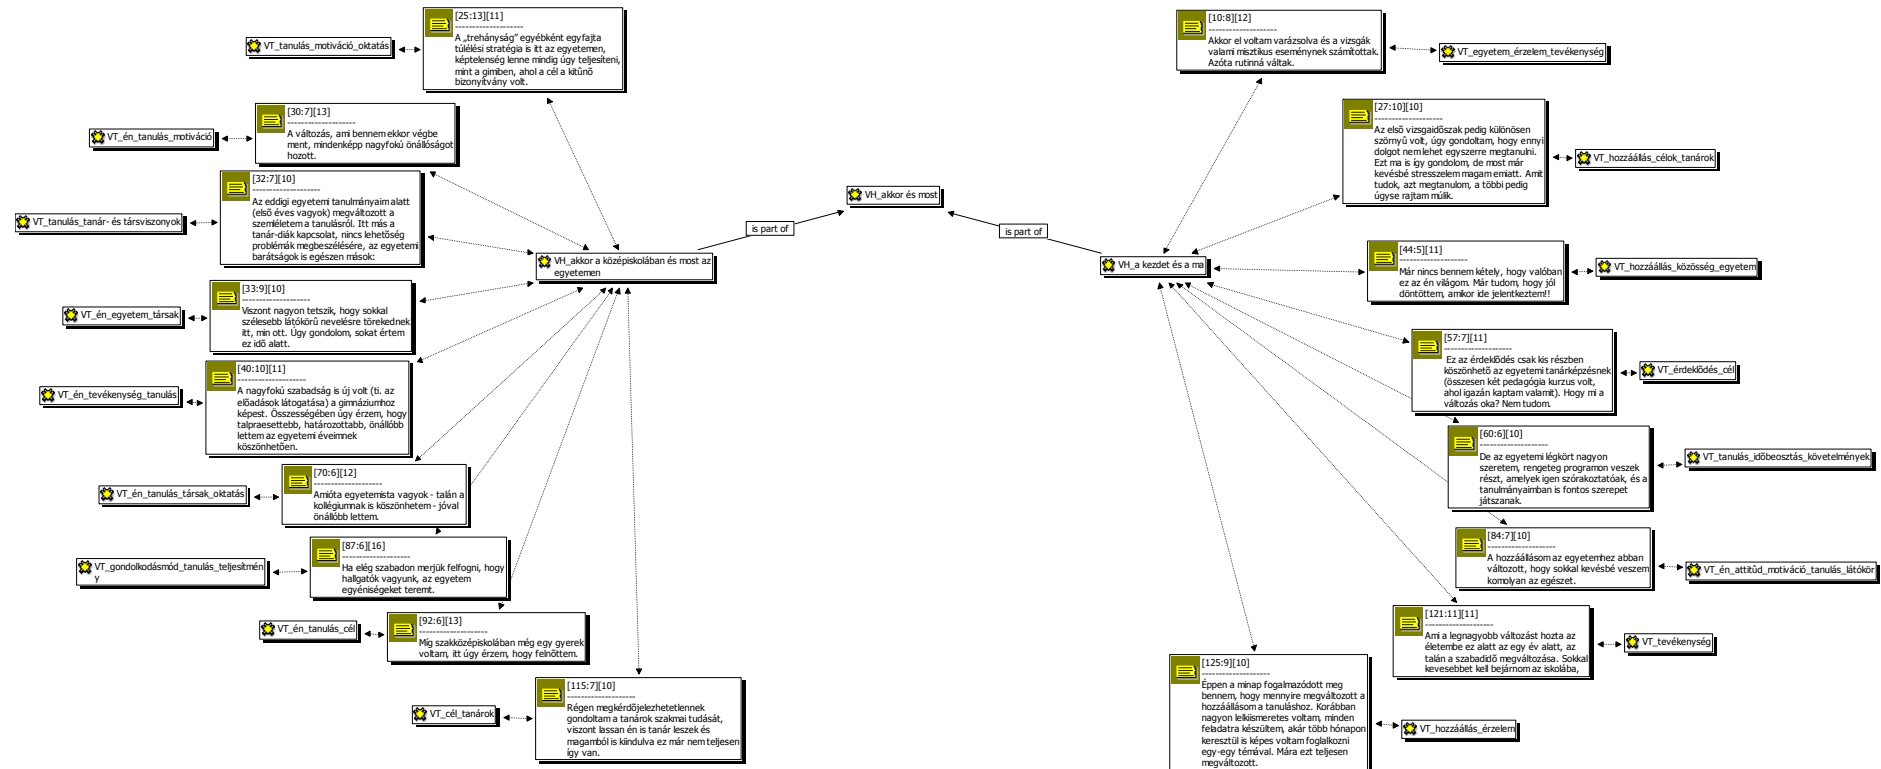 [25:13][11]
--------------------
A „trehányság” egyébként egyfajta
túlélési stratégia is itt az egyetemen,
képtelenség lenne mindig úgy teljesíteni,
mint a gimiben, ahol a cél a kitûnõ
bizonyítvány volt.
VT_tanulás_motiváció_oktatás
[30:7][13]
--------------------
A változás, ami bennem ekkor végbe
ment, mindenképp nagyfokú önállóságot
hozott.
VT_én_tanulás_motiváció
[32:7][10]
--------------------
Az eddigi egyetemi tanulmányaim alatt
(elsõ éves vagyok) megváltozott a
szemléletem a tanulásról. Itt más a
tanár-diák kapcsolat, nincs lehetõség
problémák megbeszélésére, az egyetemi
barátságok is egészen mások:
VT_tanulás_tanár- és társviszonyok
[33:9][10]
--------------------
Viszont nagyon tetszik, hogy sokkal
szélesebb látókörû nevelésre törekednek
itt, min ott. Úgy gondolom, sokat értem
ez idõ alatt.
VT_én_egyetem_társak
[40:10][11]
--------------------
A nagyfokú szabadság is új volt (ti. az
elõadások látogatása) a gimnáziumhoz
képest. Összességében úgy érzem, hogy
talpraesettebb, határozottabb, önállóbb
lettem az egyetemi éveimnek
köszönhetõen.
VT_én_tevékenység_tanulás
[70:6][12]
--------------------
Amióta egyetemista vagyok - talán a
kollégiumnak is köszönhetem - jóval
önállóbb lettem.
VT_én_tanulás_társak_oktatás
[87:6][16]
--------------------
Ha elég szabadon merjük felfogni, hogy
hallgatók vagyunk, az egyetem
egyéniségeket teremt.
VT_gondolkodásmód_tanulás_teljesítmén
y
[92:6][13]
--------------------
Míg szakközépiskolában még egy gyerek
voltam, itt úgy érzem, hogy felnõttem.
VT_én_tanulás_cél
[115:7][10]
--------------------
Régen megkérdõjelezhetetlennek
gondoltam a tanárok szakmai tudását,
viszont lassan én is tanár leszek és
magamból is kiindulva ez már nem teljesen
így van.
VT_cél_tanárok
VH_akkor a középiskolában és most az
egyetemen
is part of
VH_akkor és most
is part of
VH_a kezdet és a ma
[10:8][12]
--------------------
Akkor el voltam varázsolva és a vizsgák
valami misztikus eseménynek számítottak.
Azóta rutinná váltak.
VT_egyetem_érzelem_tevékenység
[27:10][10]
--------------------
Az elsõ vizsgaidõszak pedig különösen
szörnyû volt, úgy gondoltam, hogy ennyi
dolgot nem lehet egyszerre megtanulni.
Ezt ma is így gondolom, de most már
kevésbé stresszelem magam emiatt. Amit
tudok, azt megtanulom, a többi pedig
úgyse rajtam múlik.
VT_hozzáállás_célok_tanárok
[44:5][11]
--------------------
Már nincs bennem kétely, hogy valóban
ez az én világom. Már tudom, hogy jól
döntöttem, amikor ide jelentkeztem!!
VT_hozzáállás_közösség_egyetem
[57:7][11]
--------------------
Ez az érdeklõdés csak kis részben
köszönhetõ az egyetemi tanárképzésnek
(összesen két pedagógia kurzus volt,
ahol igazán kaptam valamit). Hogy mi a
változás oka? Nem tudom.
VT_érdeklõdés_cél
[60:6][10]
--------------------
De az egyetemi légkört nagyon
szeretem, rengeteg programon veszek
részt, amelyek igen szórakoztatóak, és a
tanulmányaimban is fontos szerepet
játszanak.
VT_tanulás_idõbeosztás_követelmények
[84:7][10]
--------------------
A hozzáállásom az egyetemhez abban
változott, hogy sokkal kevésbé veszem
komolyan az egészet.
VT_én_attitûd_motiváció_tanulás_látókör
[121:11][11]
--------------------
Ami a legnagyobb változást hozta az
életembe ez alatt az egy év alatt, az
talán a szabadidõ megváltozása. Sokkal
kevesebbet kell bejárnom az iskolába,
VT_tevékenység
[125:9][10]
--------------------
Éppen a minap fogalmazódott meg
bennem, hogy mennyire megváltozott a
hozzáállásom a tanuláshoz. Korábban
nagyon lelkiismeretes voltam, minden
feladatra készültem, akár több hónapon
keresztül is képes voltam foglalkozni
egy-egy témával. Mára ezt teljesen
megváltozott.
VT_hozzáállás_érzelem